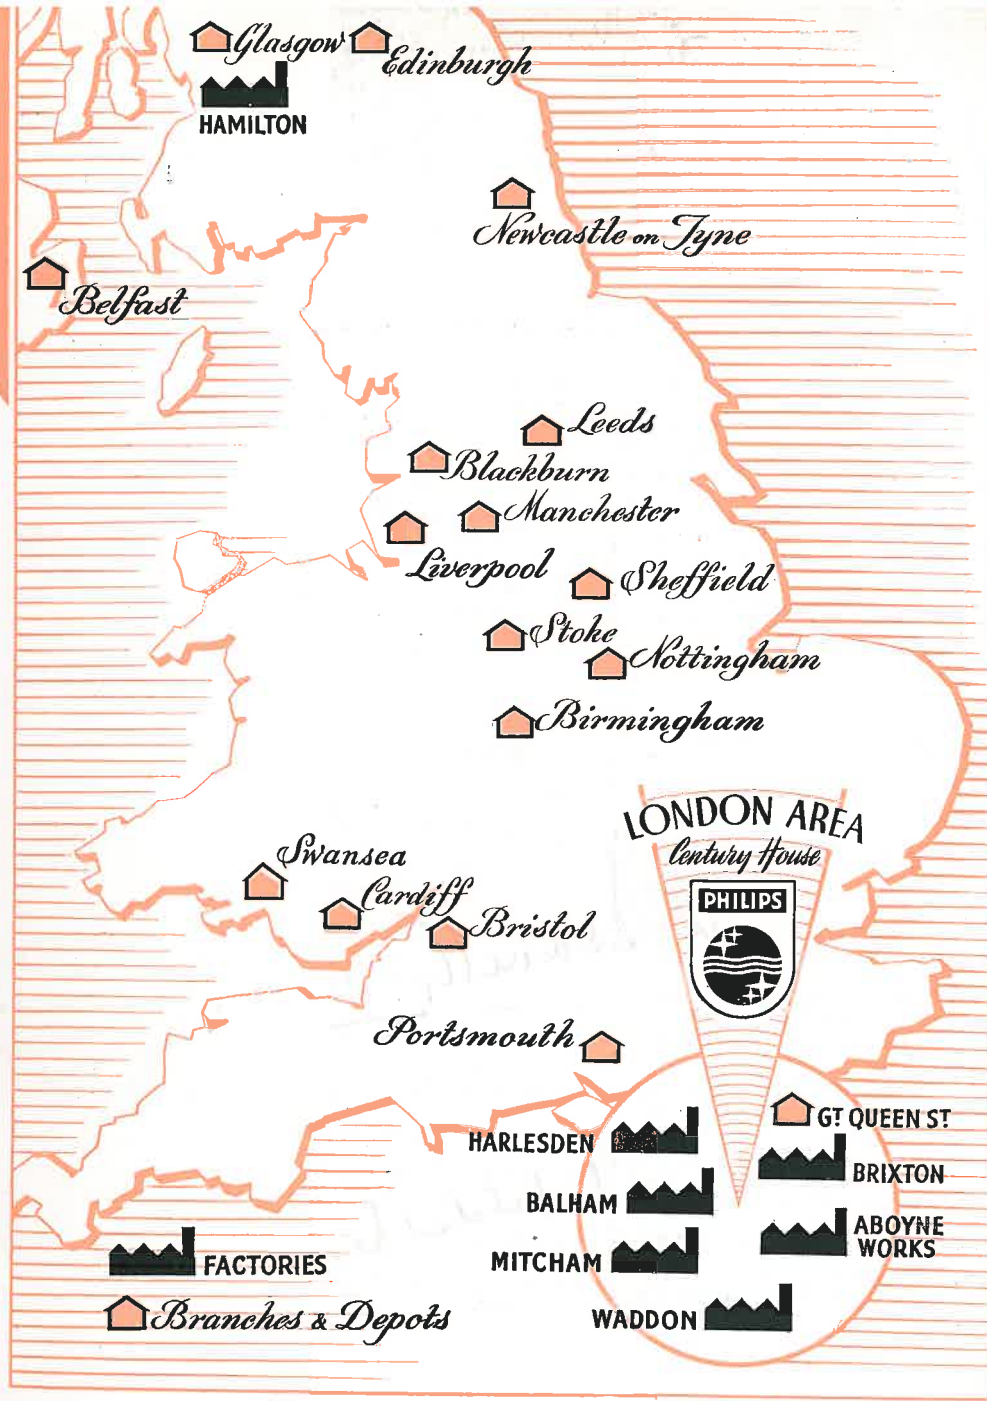 Glasgow
Edinburgh
HAMILTON
Newcastle on Tyne
Belfast
Leeds
Blackburn
Manchester
Liverpool
Sheffield
Stoke
Nottingham
Birmingham
LONDON AREA
Century House
PHILIPS
Swansea
Cardiff
Bristol
Portsmouth
HARLESDEN
GT QUEEN ST
BRIXTON
BALHAM
ABOYNE
WORKS
MITCHAM
WADDON
FACTORIES
Branches & Depots